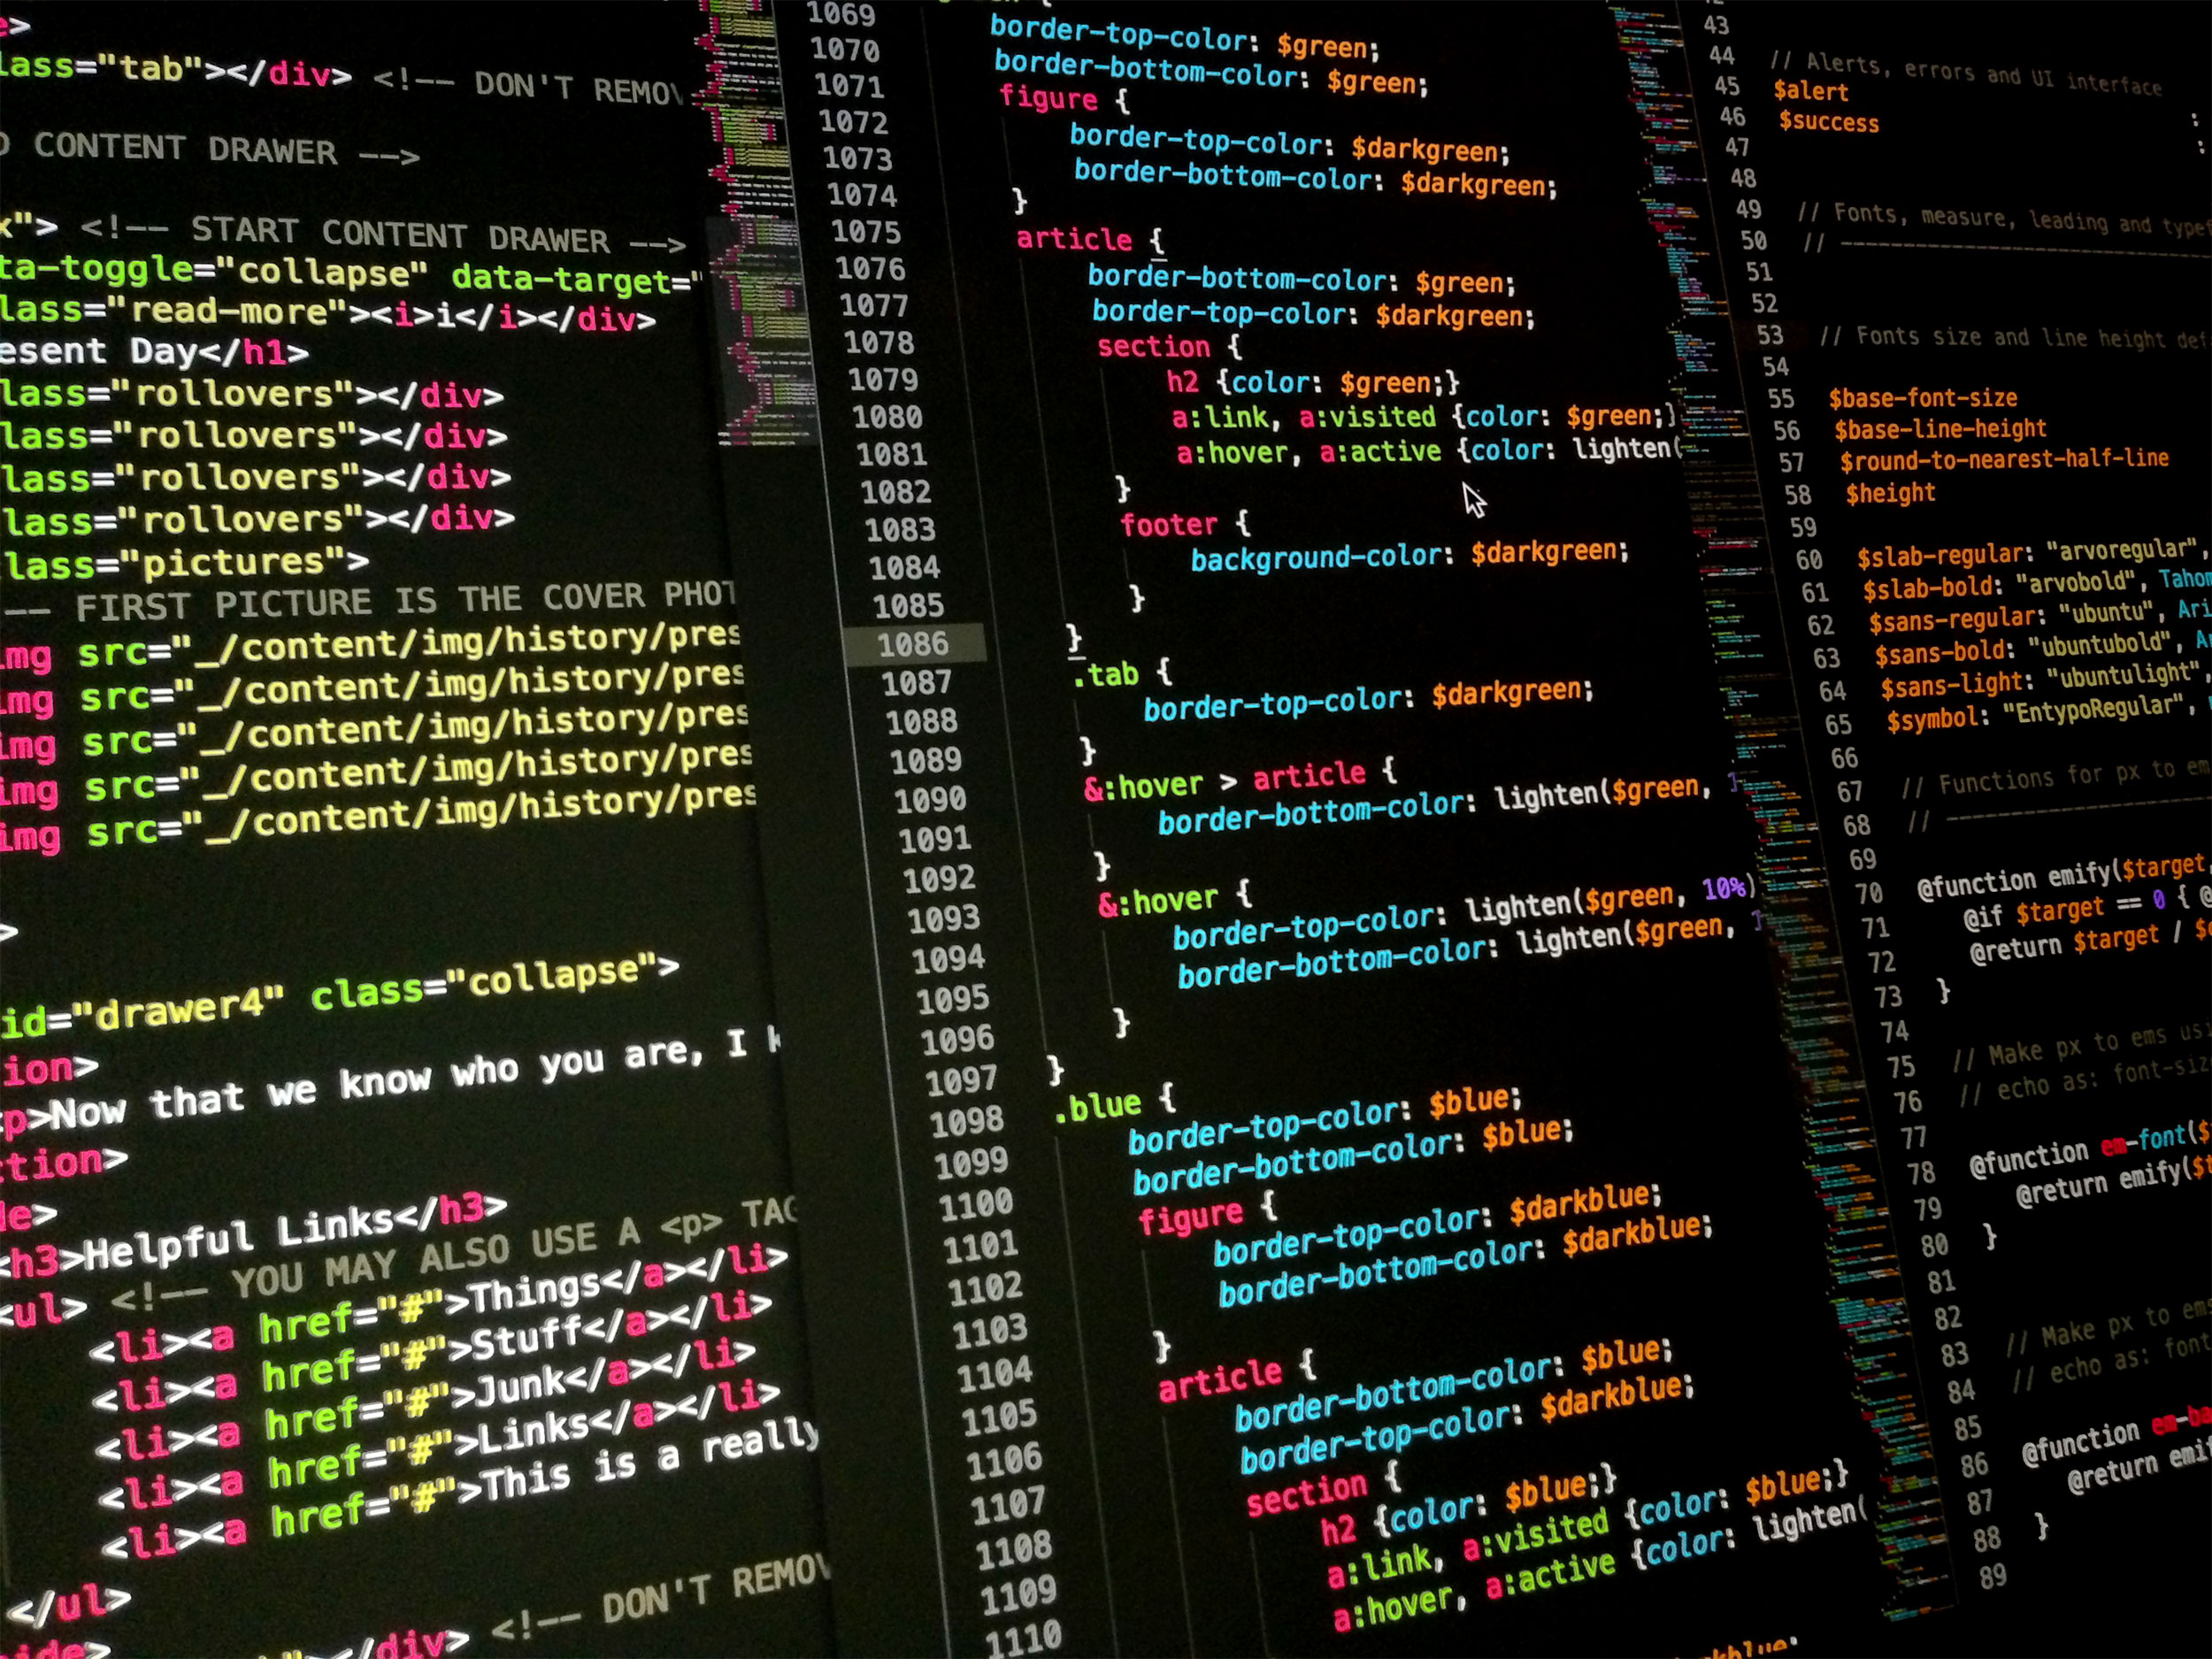 e>
lass="tab"></div> <!-- DON'T REMOV
CONTENT DRAWER -->
x"> <!-- START CONTENT DRAWER -->
ta-toggle="collapse" data-target="
lass="read-more"><i>i</i></div>
esent Day</h1>
lass="rollovers"></div>
lass="rollovers"></div>
lass="rollovers"></div>
lass="rollovers"></div>
lass="pictures">
-- FIRST PICTURE IS THE COVER PHOT
img src="_/content/img/history/pres
img src="_/content/img/history/pres
img src="_/content/img/history/pres
img src="_/content/img/history/pres
img src="_/content/img/history/pres
>
id="drawer4" class="collapse">
ion>
<p>Now that we know who you are, I k
ction>
de>
<h3>Helpful Links</h3>
<ul> <!-- YOU MAY ALSO USE A <p> TAG
<li><a href="#">Things</a></li>
<li><a href="#">Stuff</a></li>
<li><a href="#">Junk</a></li>
<li><a href="#">Links</a></li>
<li><a href="#">This is a really
</ul>
ide>
"></div> <!-- DON'T REMOV
1069 border-top-color: $green;
1070 border-bottom-color: $green;
1071 figure {
1072 border-top-color: $darkgreen;
1073 border-bottom-color: $darkgreen;
1074 }
1075 article {
1076 border-bottom-color: $green;
1077 border-top-color: $darkgreen;
1078 section {
1079 h2 {color: $green;}
1080 a:link, a:visited {color: $green;}
1081 a:hover, a:active {color: lighten(
1082 }
1083 footer {
1084 background-color: $darkgreen;
1085 }
1086 }
1087 .tab {
1088 border-top-color: $darkgreen;
1089 }
1090 &:hover > article {
1091 border-bottom-color: lighten($green, 1
1092 }
1093 &:hover {
1094 border-top-color: lighten($green, 10%)
1095 border-bottom-color: lighten($green, 1
1096 }
1097 }
1098 .blue {
1099 border-top-color: $blue;
1100 border-bottom-color: $blue;
1101 figure {
1102 border-top-color: $darkblue;
1103 border-bottom-color: $darkblue;
1104 }
1105 article {
1106 border-bottom-color: $blue;
1107 border-top-color: $darkblue;
1108 section {
1109 h2 {color: $blue;}
1110 a:link, a:visited {color: $blue;}
a:hover, a:active {color: lighten(
kblue;
43
44 // Alerts, errors and UI interface
45 $alert :
46 $success :
47
48
49 // Fonts, measure, leading and typef
50 // --------------------------------
51
52
53 // Fonts size and line height def
54
55 $base-font-size
56 $base-line-height
57 $round-to-nearest-half-line
58 $height
59
60 $slab-regular: "arvoregular",
61 $slab-bold: "arvobold", Tahom
62 $sans-regular: "ubuntu", Ari
63 $sans-bold: "ubuntubold", A
64 $sans-light: "ubuntulight",
65 $symbol: "EntypoRegular",
66
67 // Functions for px to em
68 // ----------------------
69
70 @function emify($target,
71 @if $target == 0 { @
72 @return $target / $c
73 }
74
75 // Make px to ems usi
76 // echo as: font-siz
77
78 @function em-font($
79 @return emify($t
80 }
81
82
83 // Make px to em
84 // echo as: font
85
86 @function em-ba
87 @return emif
88 }
89